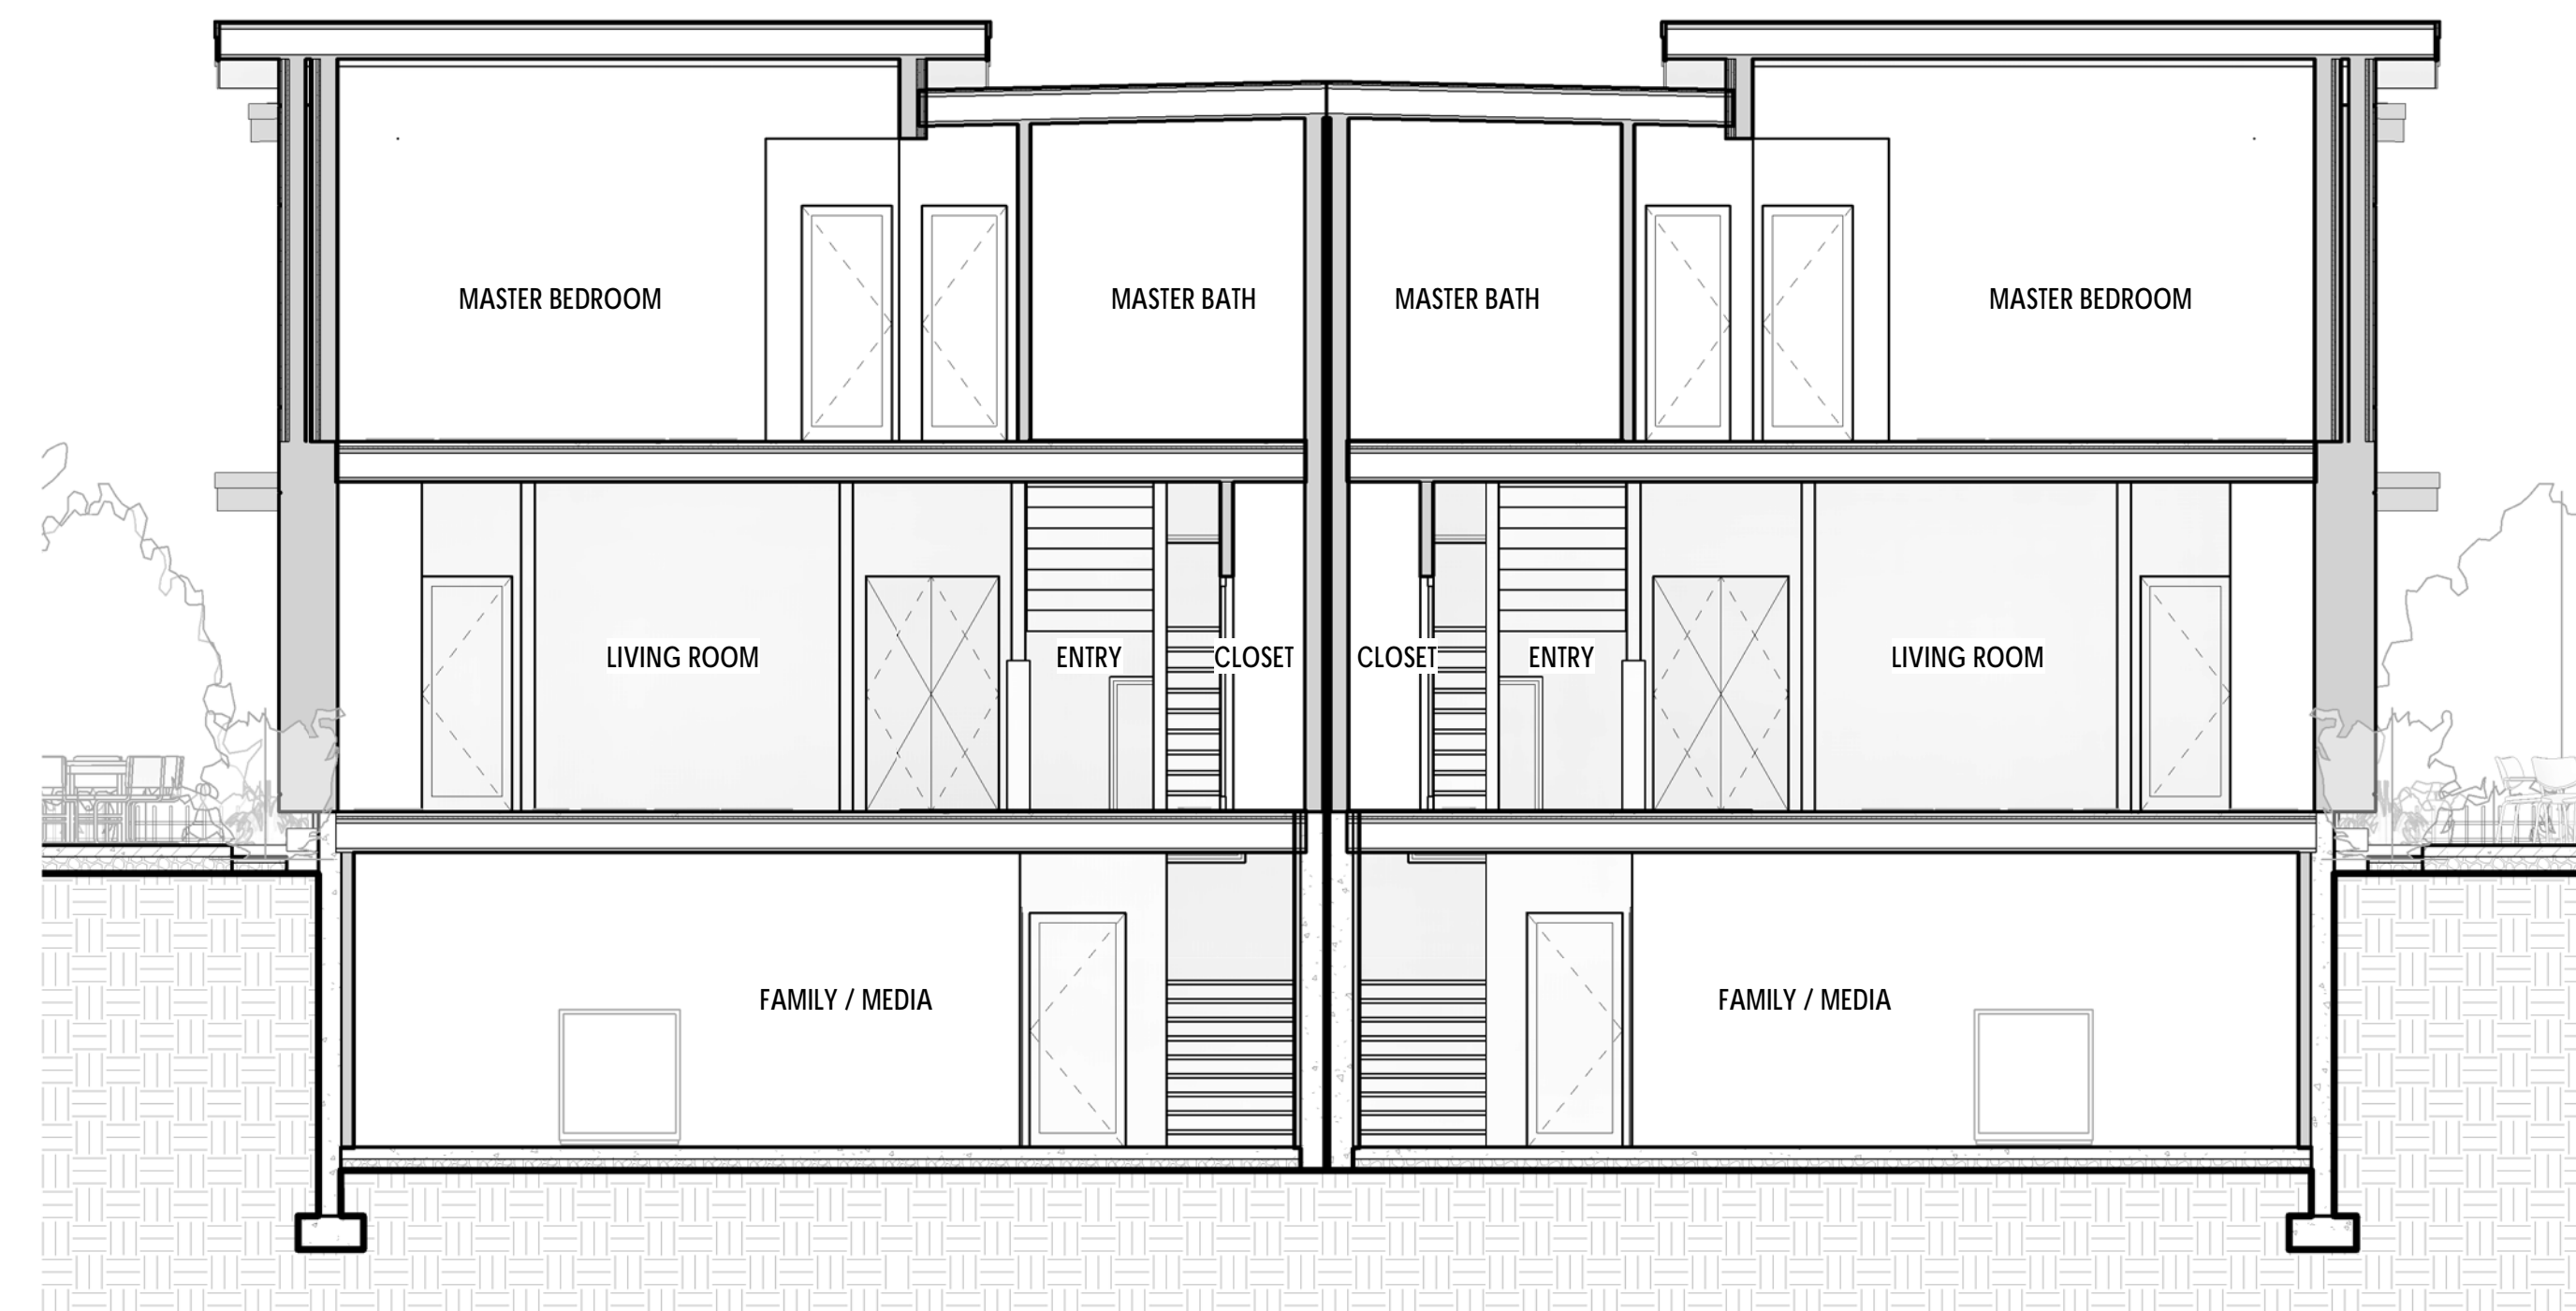 MASTER BEDROOM
MASTER BATH
MASTER BATH
MASTER BEDROOM
LIVING ROOM
ENTRY
CLOSET
CLOSET
ENTRY
LIVING ROOM
FAMILY / MEDIA
FAMILY / MEDIA